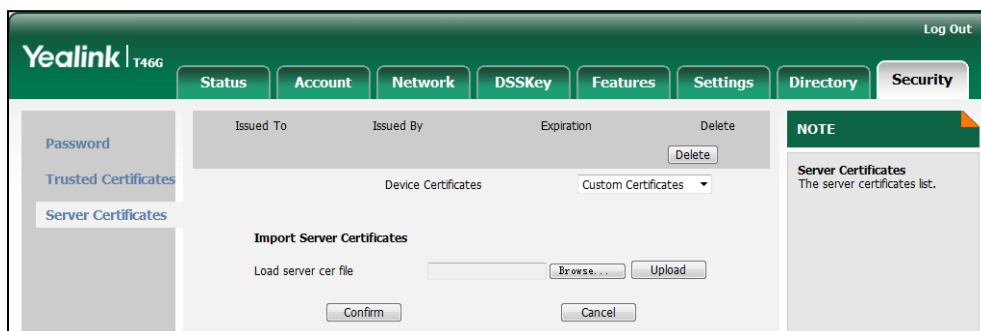 Log Out
Yealink T46G
Status Account Network DSSKey Features Settings Directory Security
Password
Trusted Certificates
Server Certificates
Issued To Issued By Expiration Delete
Delete
Device Certificates Custom Certificates
Import Server Certificates
Load server cer file Browse... Upload
Confirm Cancel
NOTE
Server Certificates
The server certificates list.